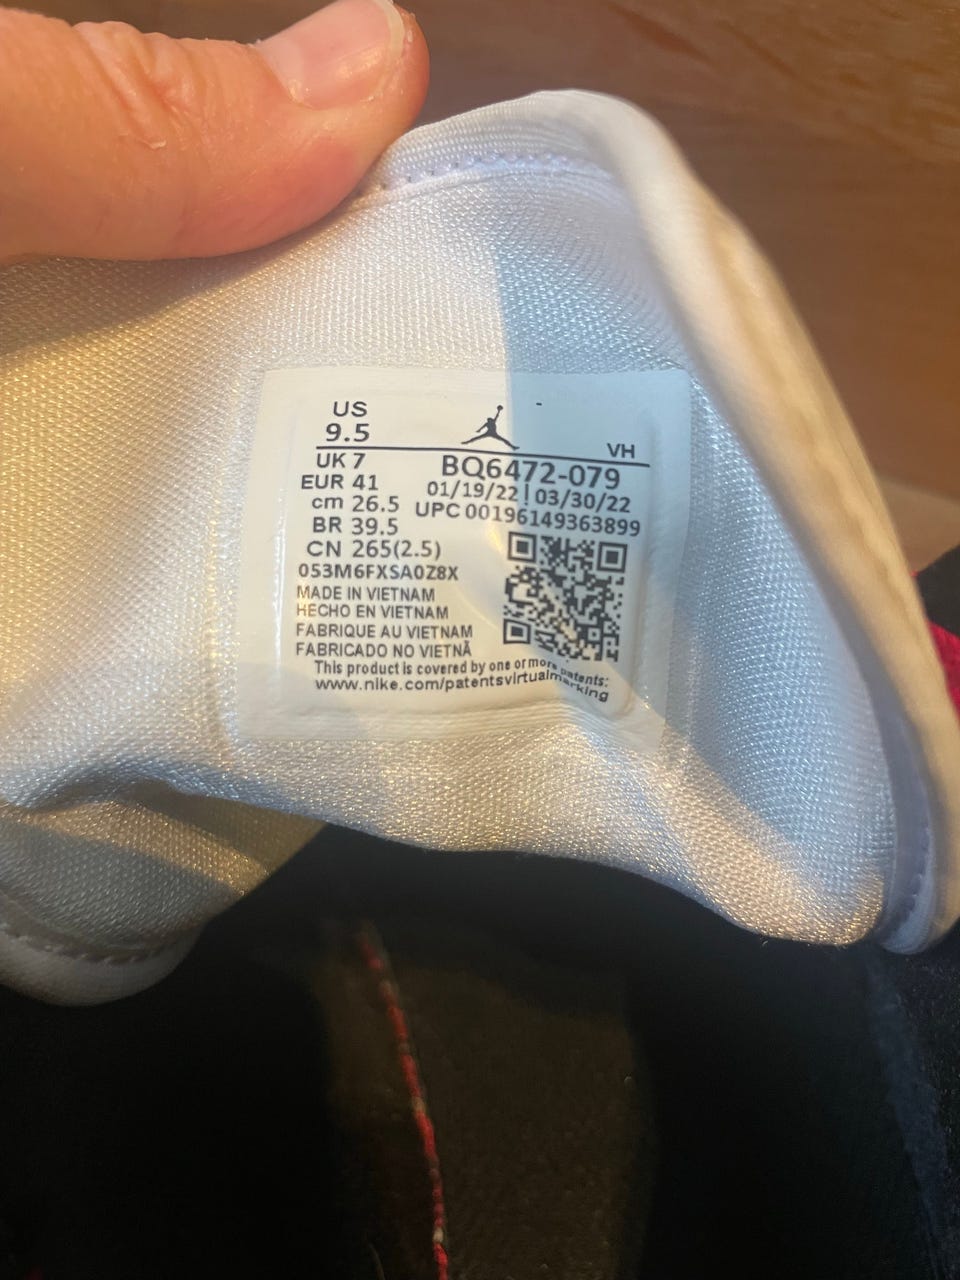 US
9.5
VH
UK 7
BQ6472-079
EUR 41
01/19/22 | 03/30/22
cm 26.5
UPC 00196149363899
BR 39.5
CN 265(2.5)
053M6FXSA0Z8X
MADE IN VIETNAM
HECHO EN VIETNAM
FABRIQUE AU VIETNAM
FABRICADO NO VIETNÃ
This product is covered by one or more patents:
www.nike.com/patentsvirtualmarking